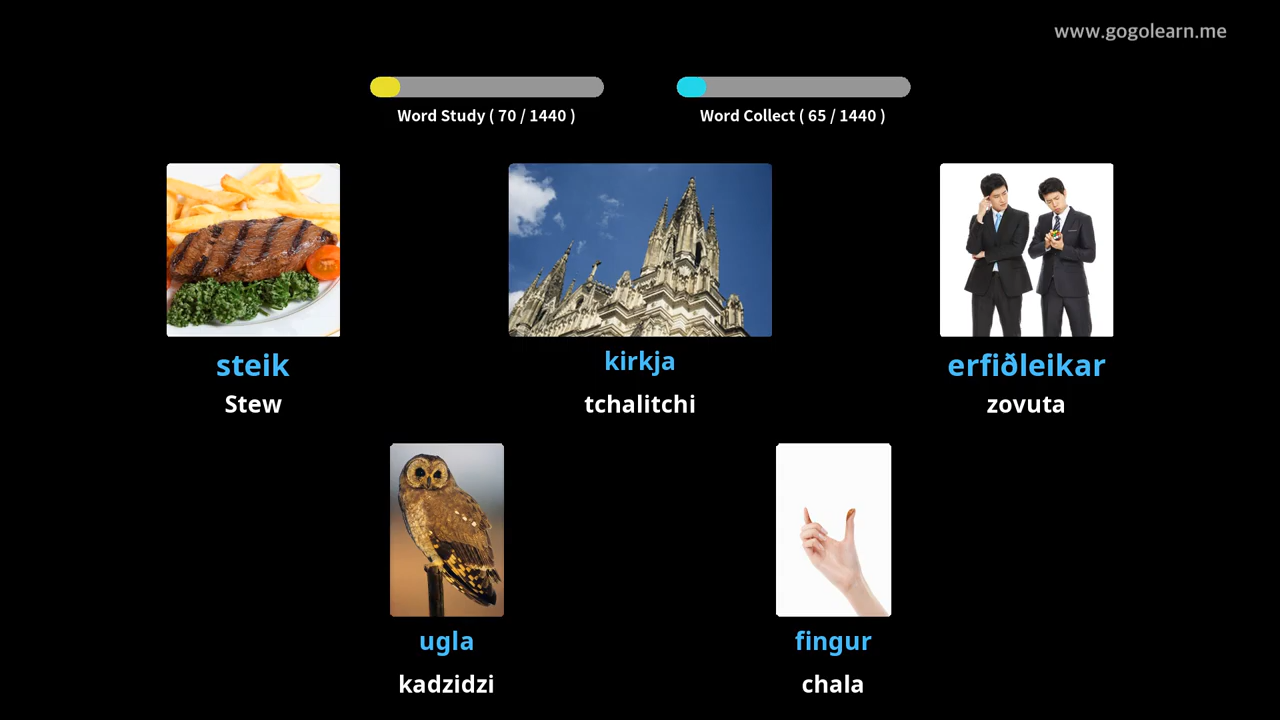 www.gogolearn.me
Word Study ( 70 / 1440 )
Word Collect ( 65 / 1440 )
steik
Stew
kirkja
tchalitchi
erfiðleikar
zovuta
ugla
kadzidzi
fingur
chala